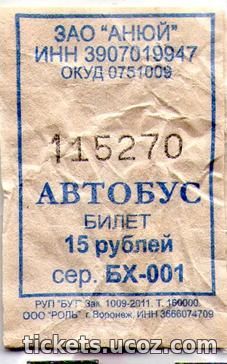 ЗАО "АНЮЙ"
ИНН 3907019947
ОКУД 0751009
115270
АВТОБУС
БИЛЕТ
15 рублей
сер. БХ-001
РУП "БУГ" Зак. 1009-2011. Т. 160000.
ООО "РОЛЬ" г. Воронеж, ИНН 3666074709
tickets.ucoz.com